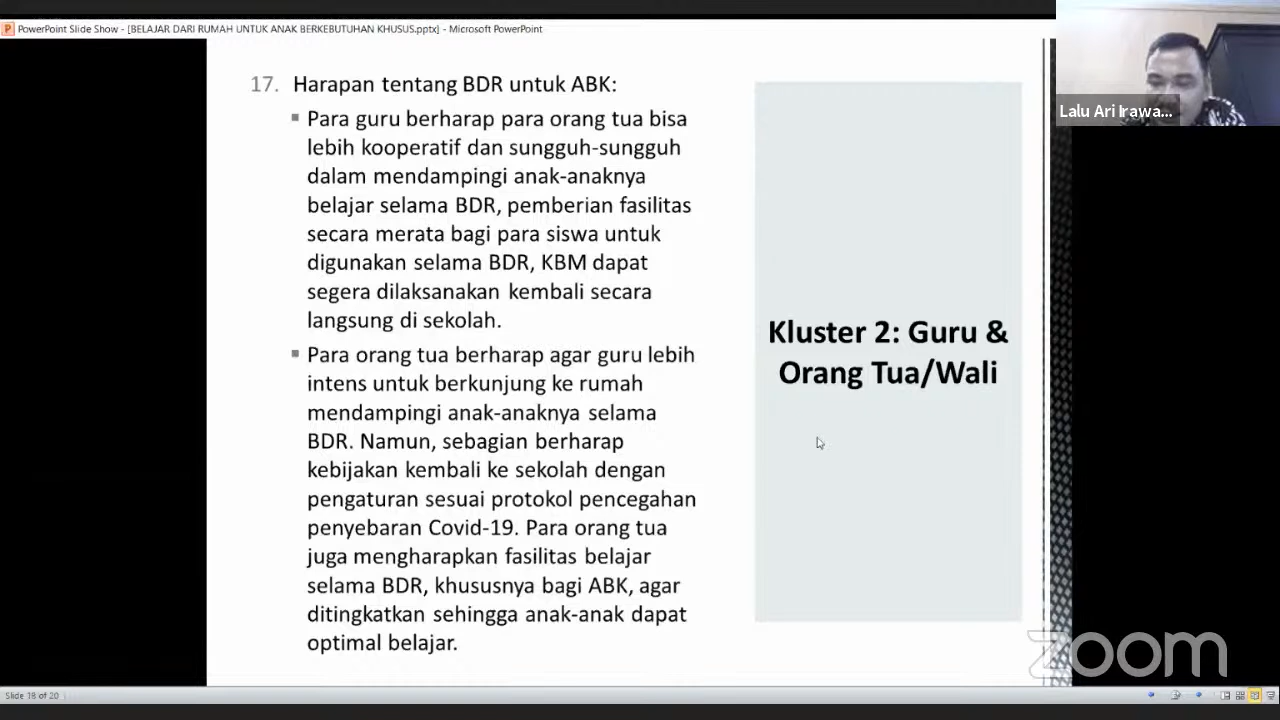 PowerPoint Slide Show - [BELAJAR DARI RUMAH UNTUK ANAK BERKEBUTUHAN KHUSUS.pptx] - Microsoft PowerPoint
Lalu Ari Irawa...
17. Harapan tentang BDR untuk ABK:
▪ Para guru berharap para orang tua bisa
lebih kooperatif dan sungguh-sungguh
dalam mendampingi anak-anaknya
belajar selama BDR, pemberian fasilitas
secara merata bagi para siswa untuk
digunakan selama BDR, KBM dapat
segera dilaksanakan kembali secara
langsung di sekolah.
▪ Para orang tua berharap agar guru lebih
intens untuk berkunjung ke rumah
mendampingi anak-anaknya selama
BDR. Namun, sebagian berharap
kebijakan kembali ke sekolah dengan
pengaturan sesuai protokol pencegahan
penyebaran Covid-19. Para orang tua
juga mengharapkan fasilitas belajar
selama BDR, khususnya bagi ABK, agar
ditingkatkan sehingga anak-anak dapat
optimal belajar.
Kluster 2: Guru &
Orang Tua/Wali
zoom
Slide 18 of 20